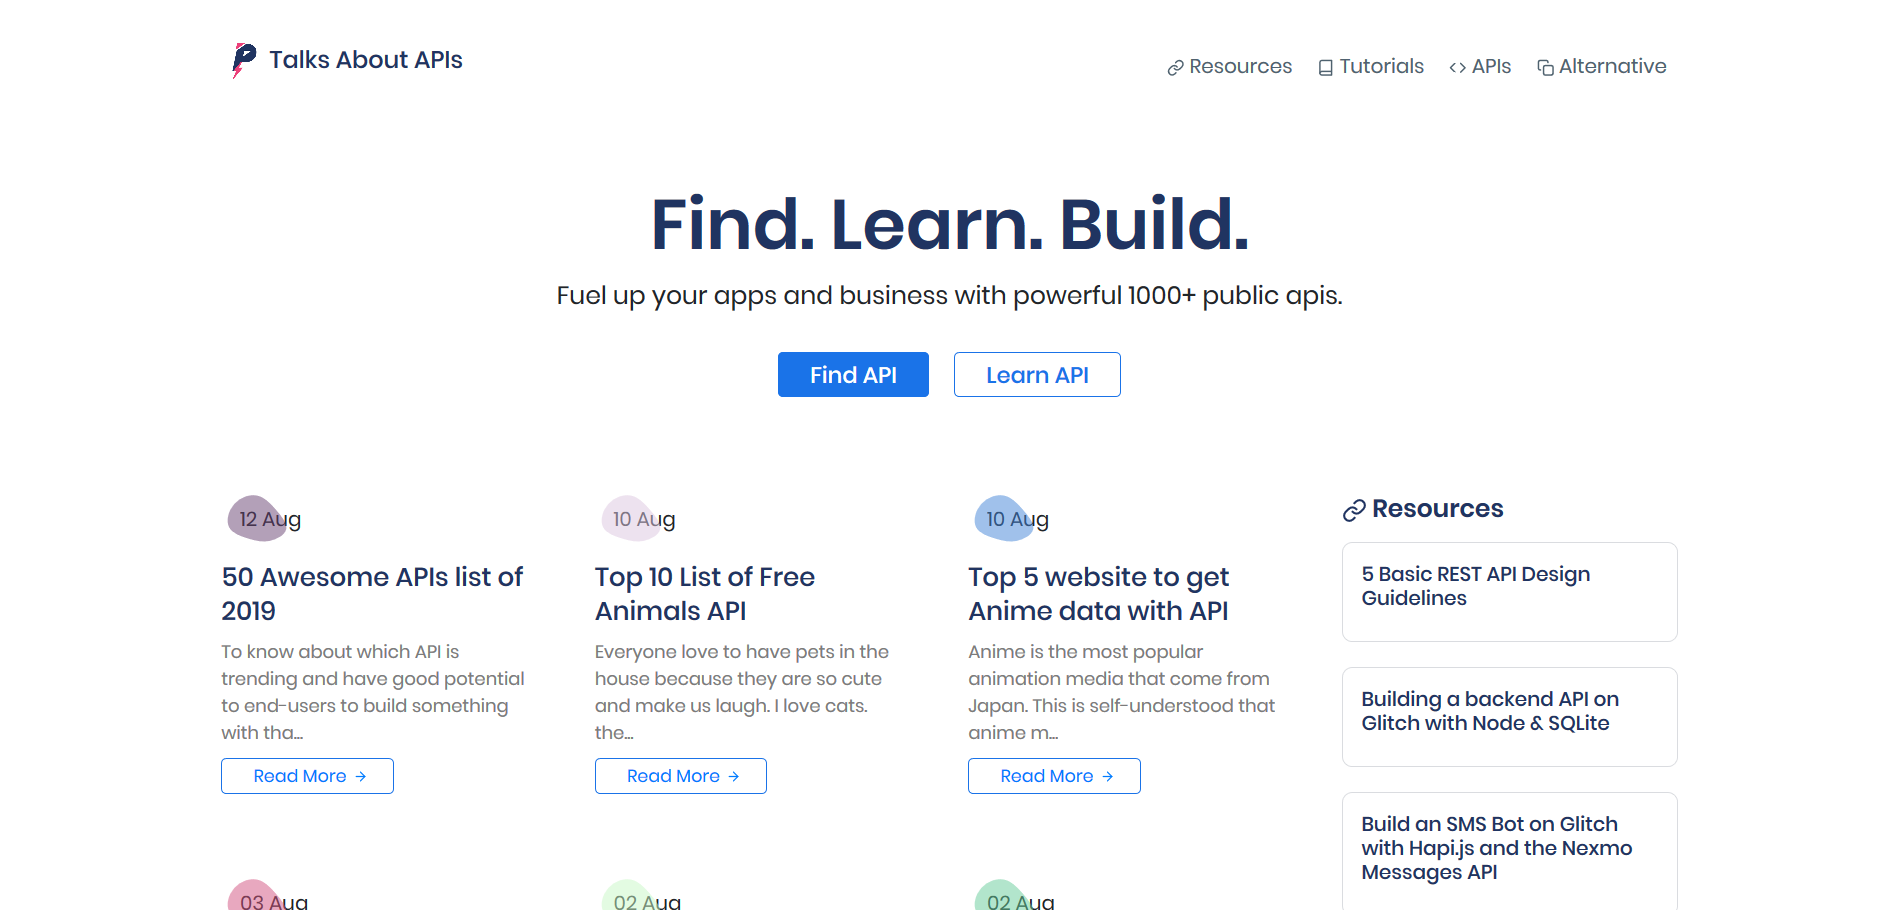 Talks About APIs
Resources
Tutorials
APIs
Alternative
Find. Learn. Build.
Fuel up your apps and business with powerful 1000+ public apis.
Find API
Learn API
12 Aug
50 Awesome APIs list of
2019
To know about which API is
trending and have good potential
to end-users to build something
with tha...
Read More
10 Aug
Top 10 List of Free
Animals API
Everyone love to have pets in the
house because they are so cute
and make us laugh. I love cats.
the...
Read More
10 Aug
Top 5 website to get
Anime data with API
Anime is the most popular
animation media that come from
Japan. This is self-understood that
anime m...
Read More
Resources
5 Basic REST API Design
Guidelines
Building a backend API on
Glitch with Node & SQLite
Build an SMS Bot on Glitch
with Hapi.js and the Nexmo
Messages API
03 Aug
02 Aug
02 Aug